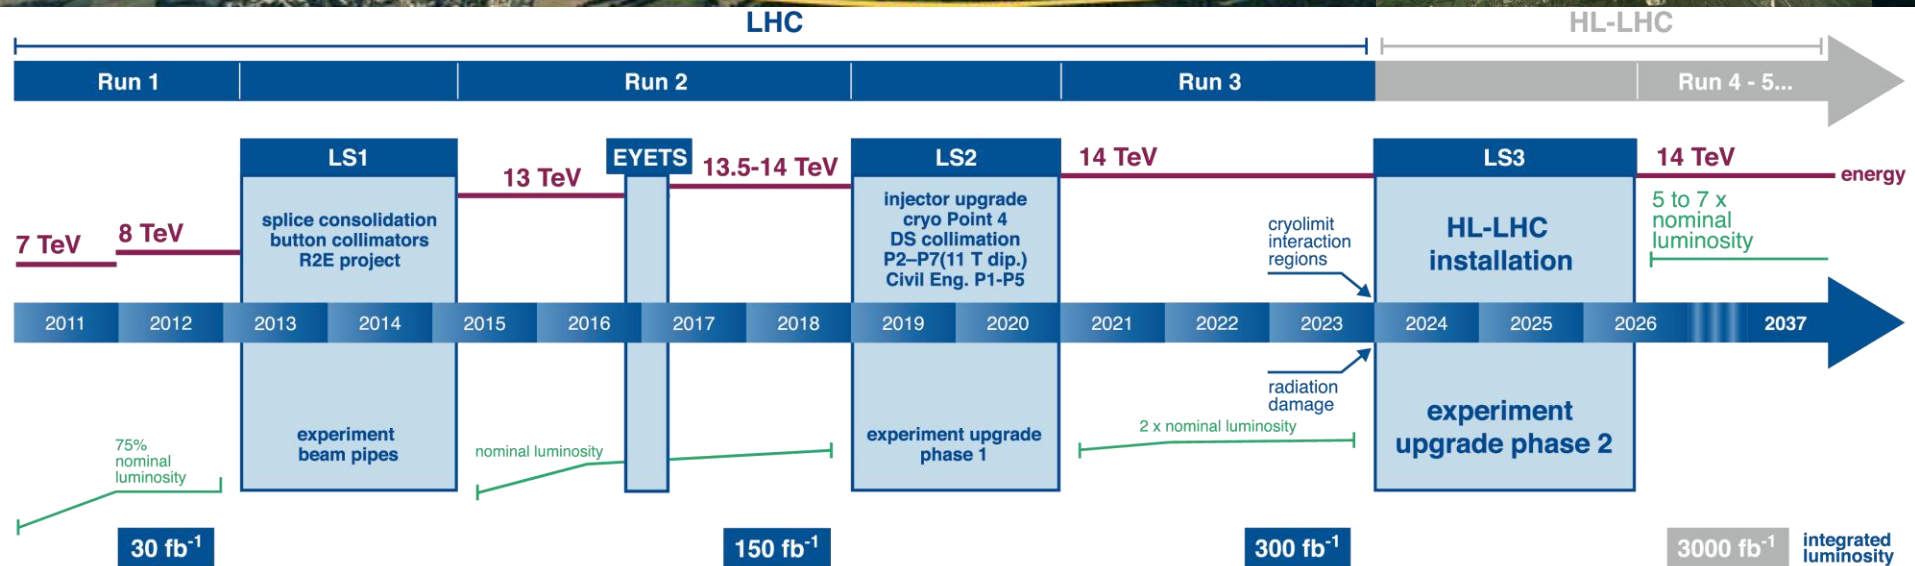 LHC
HL-LHC
Run 1
Run 2
Run 3
Run 4 - 5...
LS1
EYETS
LS2
LS3
7 TeV
8 TeV
13 TeV
13.5-14 TeV
14 TeV
14 TeV
energy
splice consolidation
button collimators
R2E project
injector upgrade
cryo Point 4
DS collimation
P2–P7(11 T dip.)
Civil Eng. P1-P5
cryolimit
interaction
regions
HL-LHC
installation
5 to 7 x
nominal
luminosity
2011
2012
2013
2014
2015
2016
2017
2018
2019
2020
2021
2022
2023
2024
2025
2026
2037
radiation
damage
75%
nominal
luminosity
experiment
beam pipes
nominal luminosity
experiment upgrade
phase 1
2 x nominal luminosity
experiment
upgrade phase 2
30 fb⁻¹
150 fb⁻¹
300 fb⁻¹
3000 fb⁻¹
integrated
luminosity